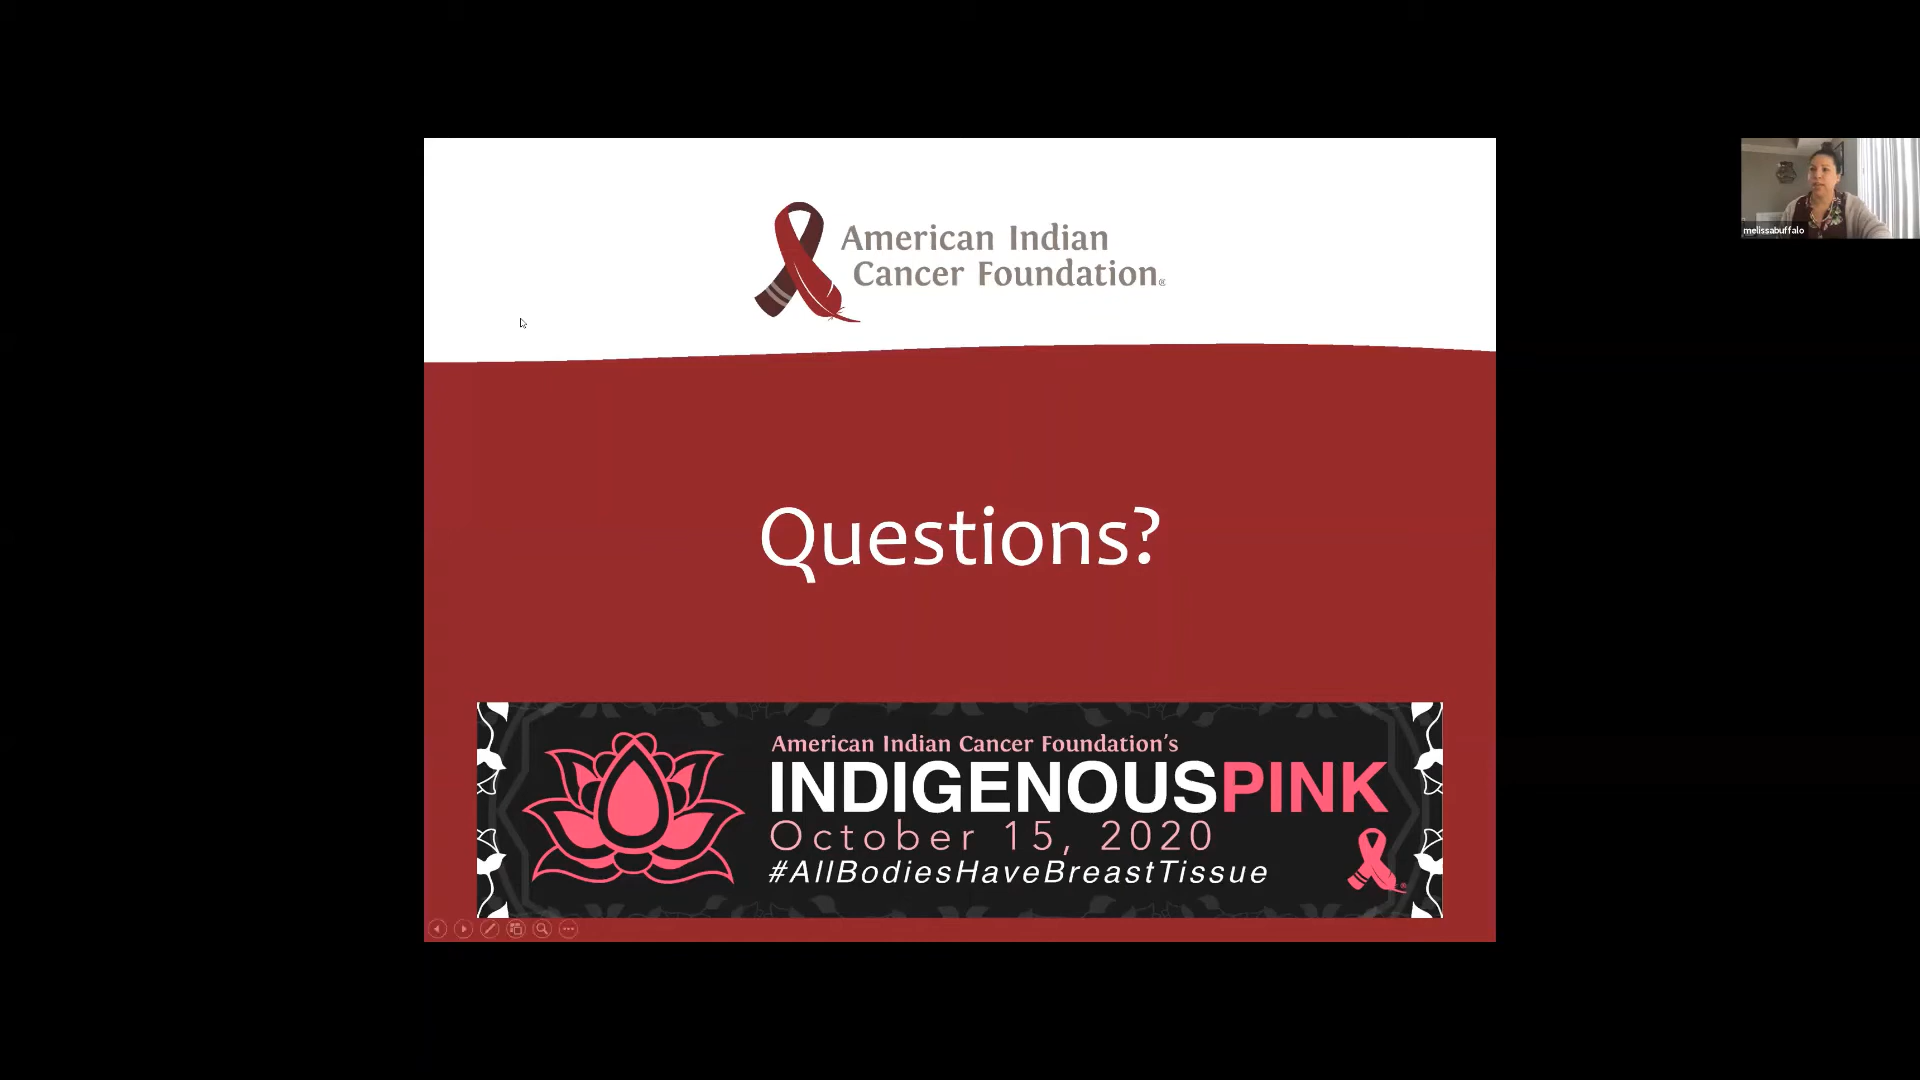 American Indian
Cancer Foundation®
melissabuffalo
Questions?
American Indian Cancer Foundation's
INDIGENOUSPINK
October 15, 2020
#AllBodiesHaveBreastTissue